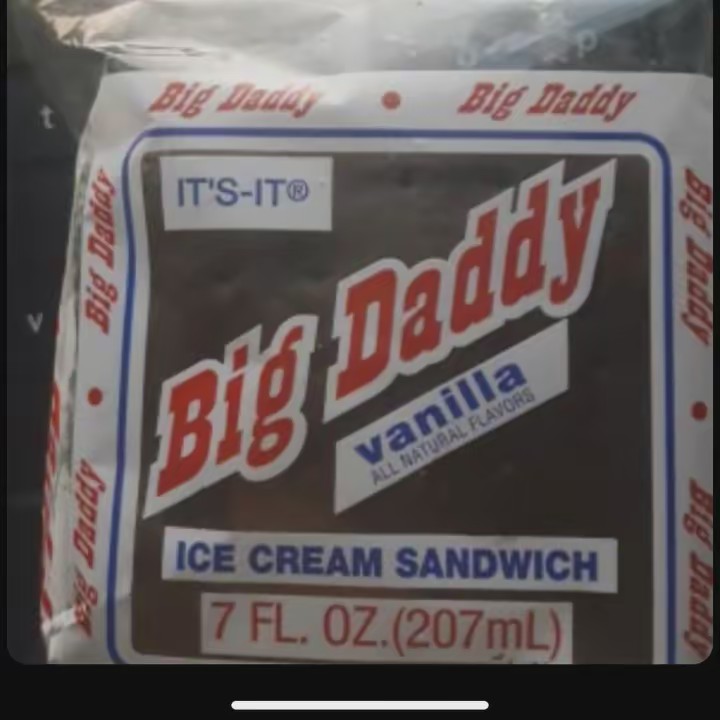 Big Daddy Big Daddy
IT'S-IT®
Big Daddy
vanilla
ALL NATURAL FLAVORS
ICE CREAM SANDWICH
7 FL. OZ.(207mL)
Big Daddy
Big Daddy
Big Daddy
Big Daddy
t
v
p